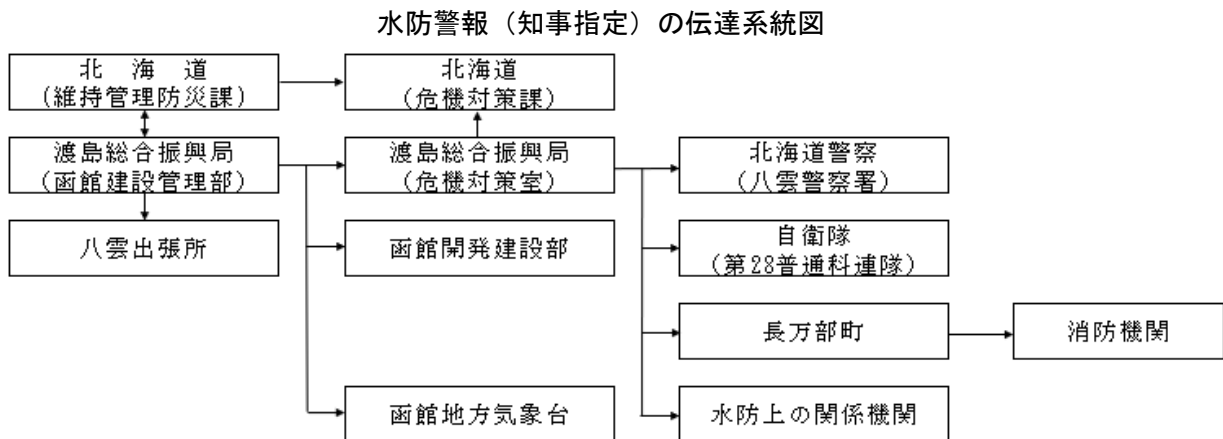 水防警報（知事指定）の伝達系統図
北　海　道
(維持管理防災課)
北海道
(危機対策課)
渡島総合振興局
(函館建設管理部)
渡島総合振興局
(危機対策室)
北海道警察
(八雲警察署)
八雲出張所
函館開発建設部
自衛隊
(第28普通科連隊)
長万部町
消防機関
函館地方気象台
水防上の関係機関